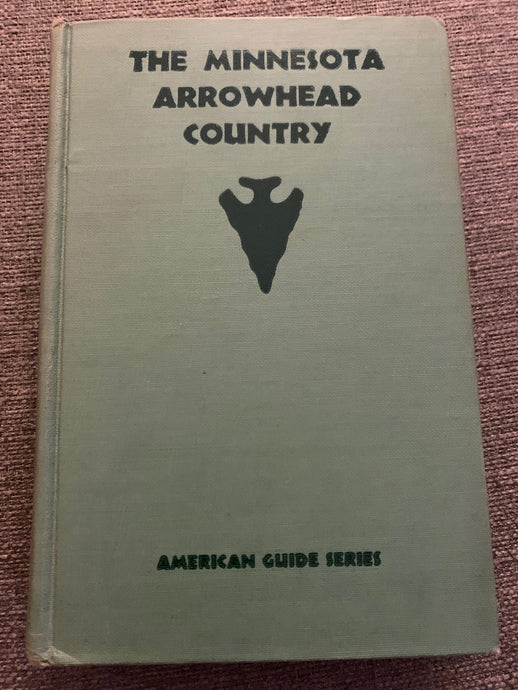 THE MINNESOTA
ARROWHEAD
COUNTRY
AMERICAN GUIDE SERIES